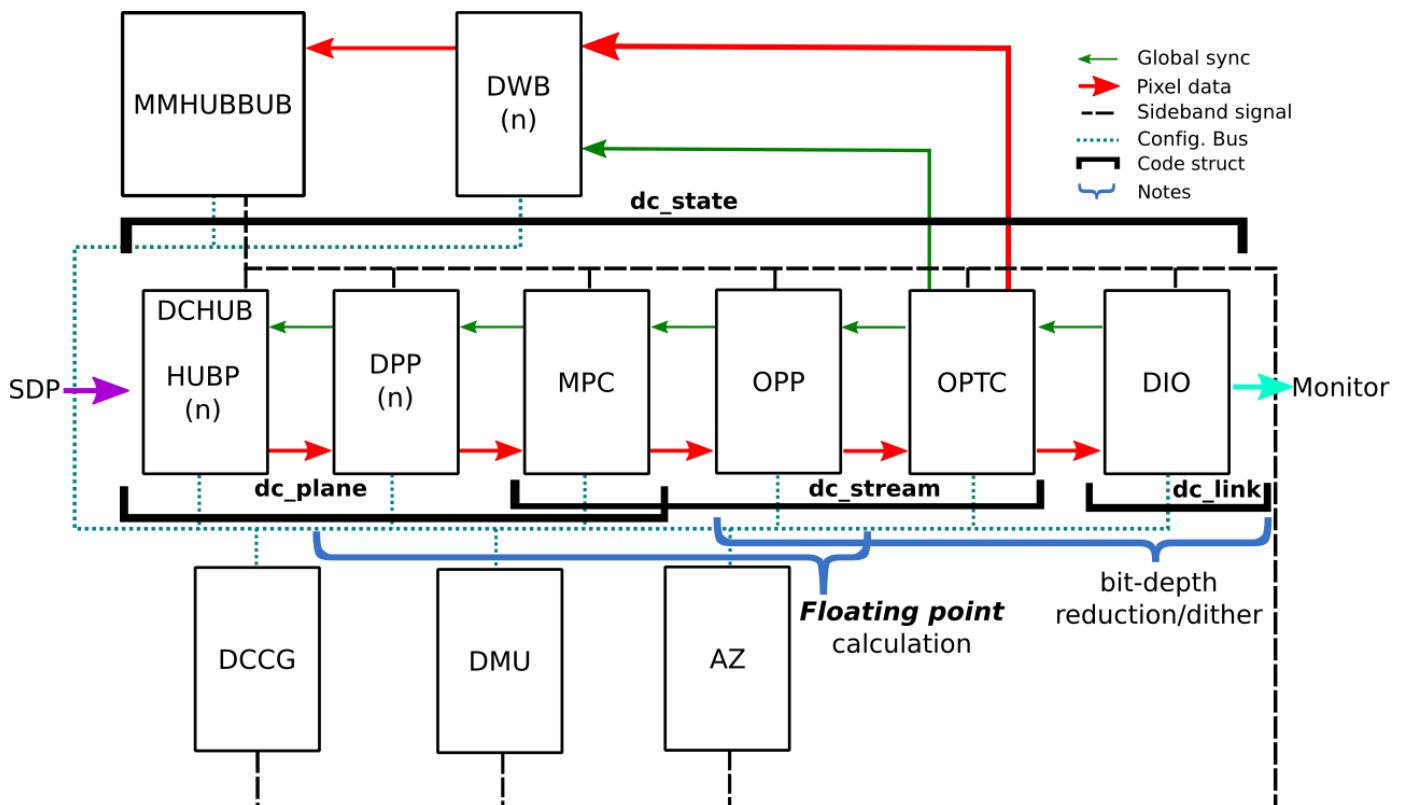 MMHUBBUB
DWB
(n)
Global sync
Pixel data
Sideband signal
Config. Bus
Code struct
Notes
dc_state
DCHUB
HUBP
(n)
DPP
(n)
MPC
OPP
OPTC
DIO
SDP
Monitor
dc_plane
dc_stream
dc_link
Floating point
calculation
bit-depth
reduction/dither
DCCG
DMU
AZ